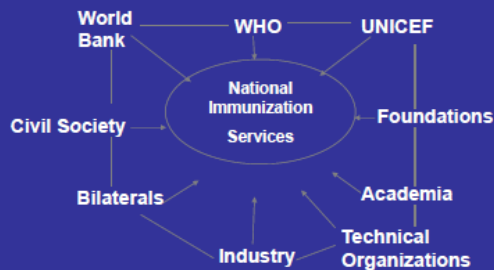 World
Bank
WHO
UNICEF
National
Immunization
Services
Civil Society
Foundations
Bilaterals
Academia
Industry
Technical
Organizations